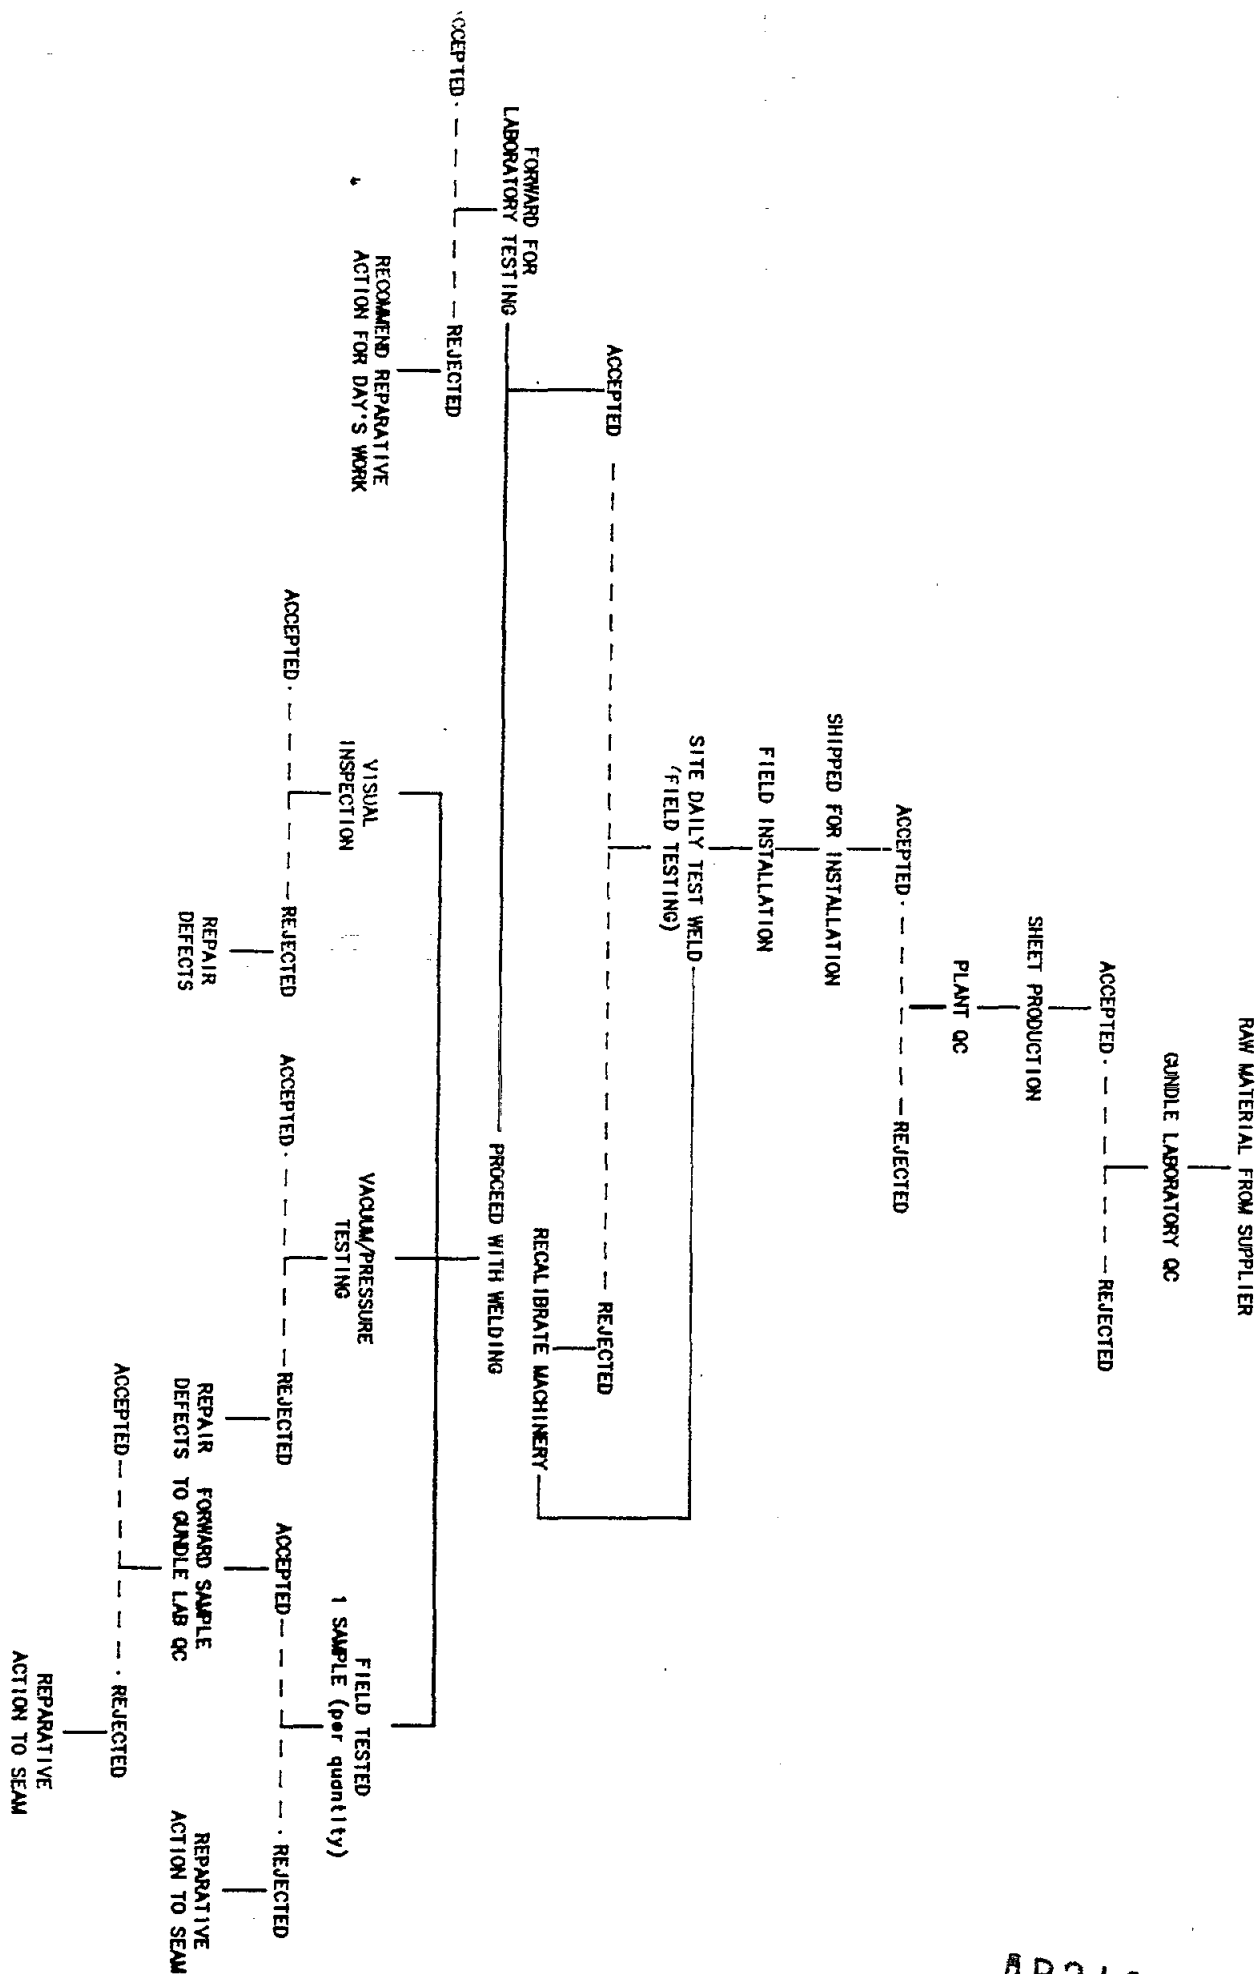 RAW MATERIAL FROM SUPPLIER
GUNDLE LABORATORY QC
ACCEPTED
REJECTED
SHEET PRODUCTION
PLANT QC
ACCEPTED
REJECTED
SHIPPED FOR INSTALLATION
FIELD INSTALLATION
SITE DAILY TEST WELD
(FIELD TESTING)
ACCEPTED
REJECTED
RECALIBRATE MACHINERY
FORWARD FOR
LABORATORY TESTING
PROCEED WITH WELDING
CCEPTED
REJECTED
RECOMMEND REPARATIVE
ACTION FOR DAY'S WORK
VISUAL
INSPECTION
VACUUM/PRESSURE
TESTING
FIELD TESTED
1 SAMPLE (per quantity)
ACCEPTED
REJECTED
ACCEPTED
REJECTED
ACCEPTED
REJECTED
REPAIR
DEFECTS
REPAIR
DEFECTS
FORWARD SAMPLE
TO GUNDLE LAB QC
REPARATIVE
ACTION TO SEAM
ACCEPTED
REJECTED
REPARATIVE
ACTION TO SEAM